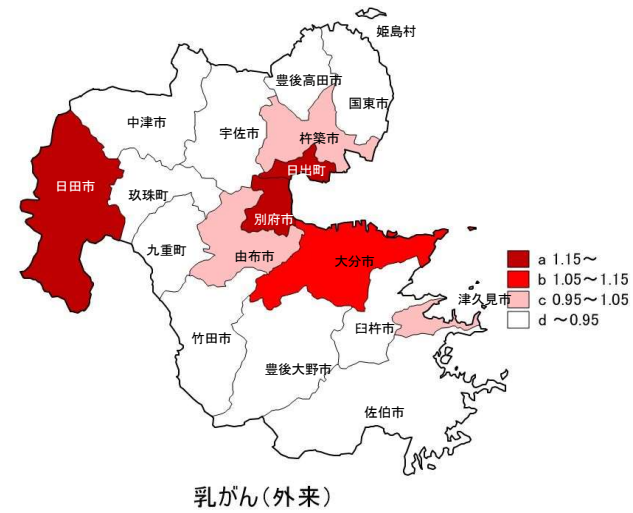 姫島村
豊後高田市
国東市
中津市
宇佐市
杵築市
日出町
日田市
玖珠町
別府市
九重町
由布市
大分市
津久見市
竹田市
臼杵市
豊後大野市
佐伯市
a 1.15～
b 1.05～1.15
c 0.95～1.05
d ～0.95
乳がん(外来)